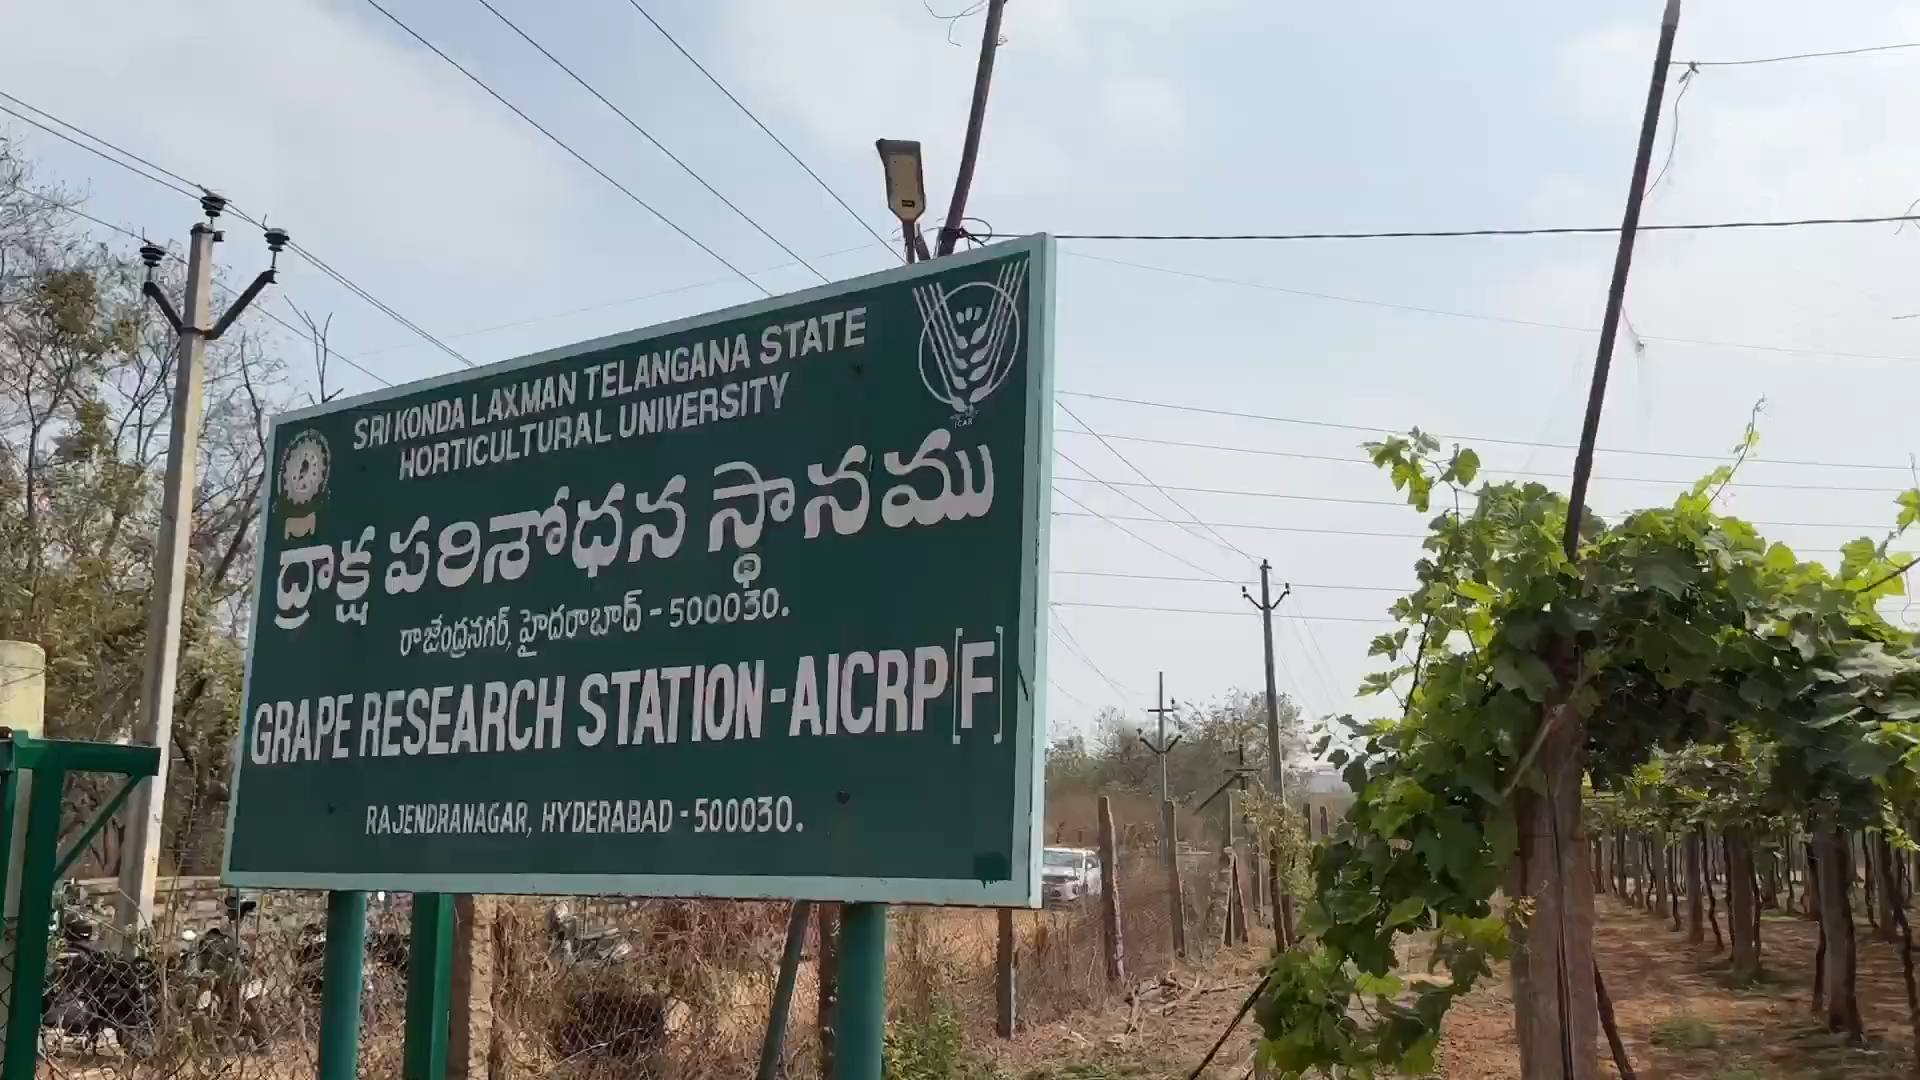 SRI KONDA LAXMAN TELANGANA STATE
HORTICULTURAL UNIVERSITY
ద్రాక్ష పరిశోధన స్థానము
రాజేంద్రనగర్, హైదరాబాద్ - 500030.
GRAPE RESEARCH STATION-AICRP[F]
RAJENDRANAGAR, HYDERABAD - 500030.
ICAR